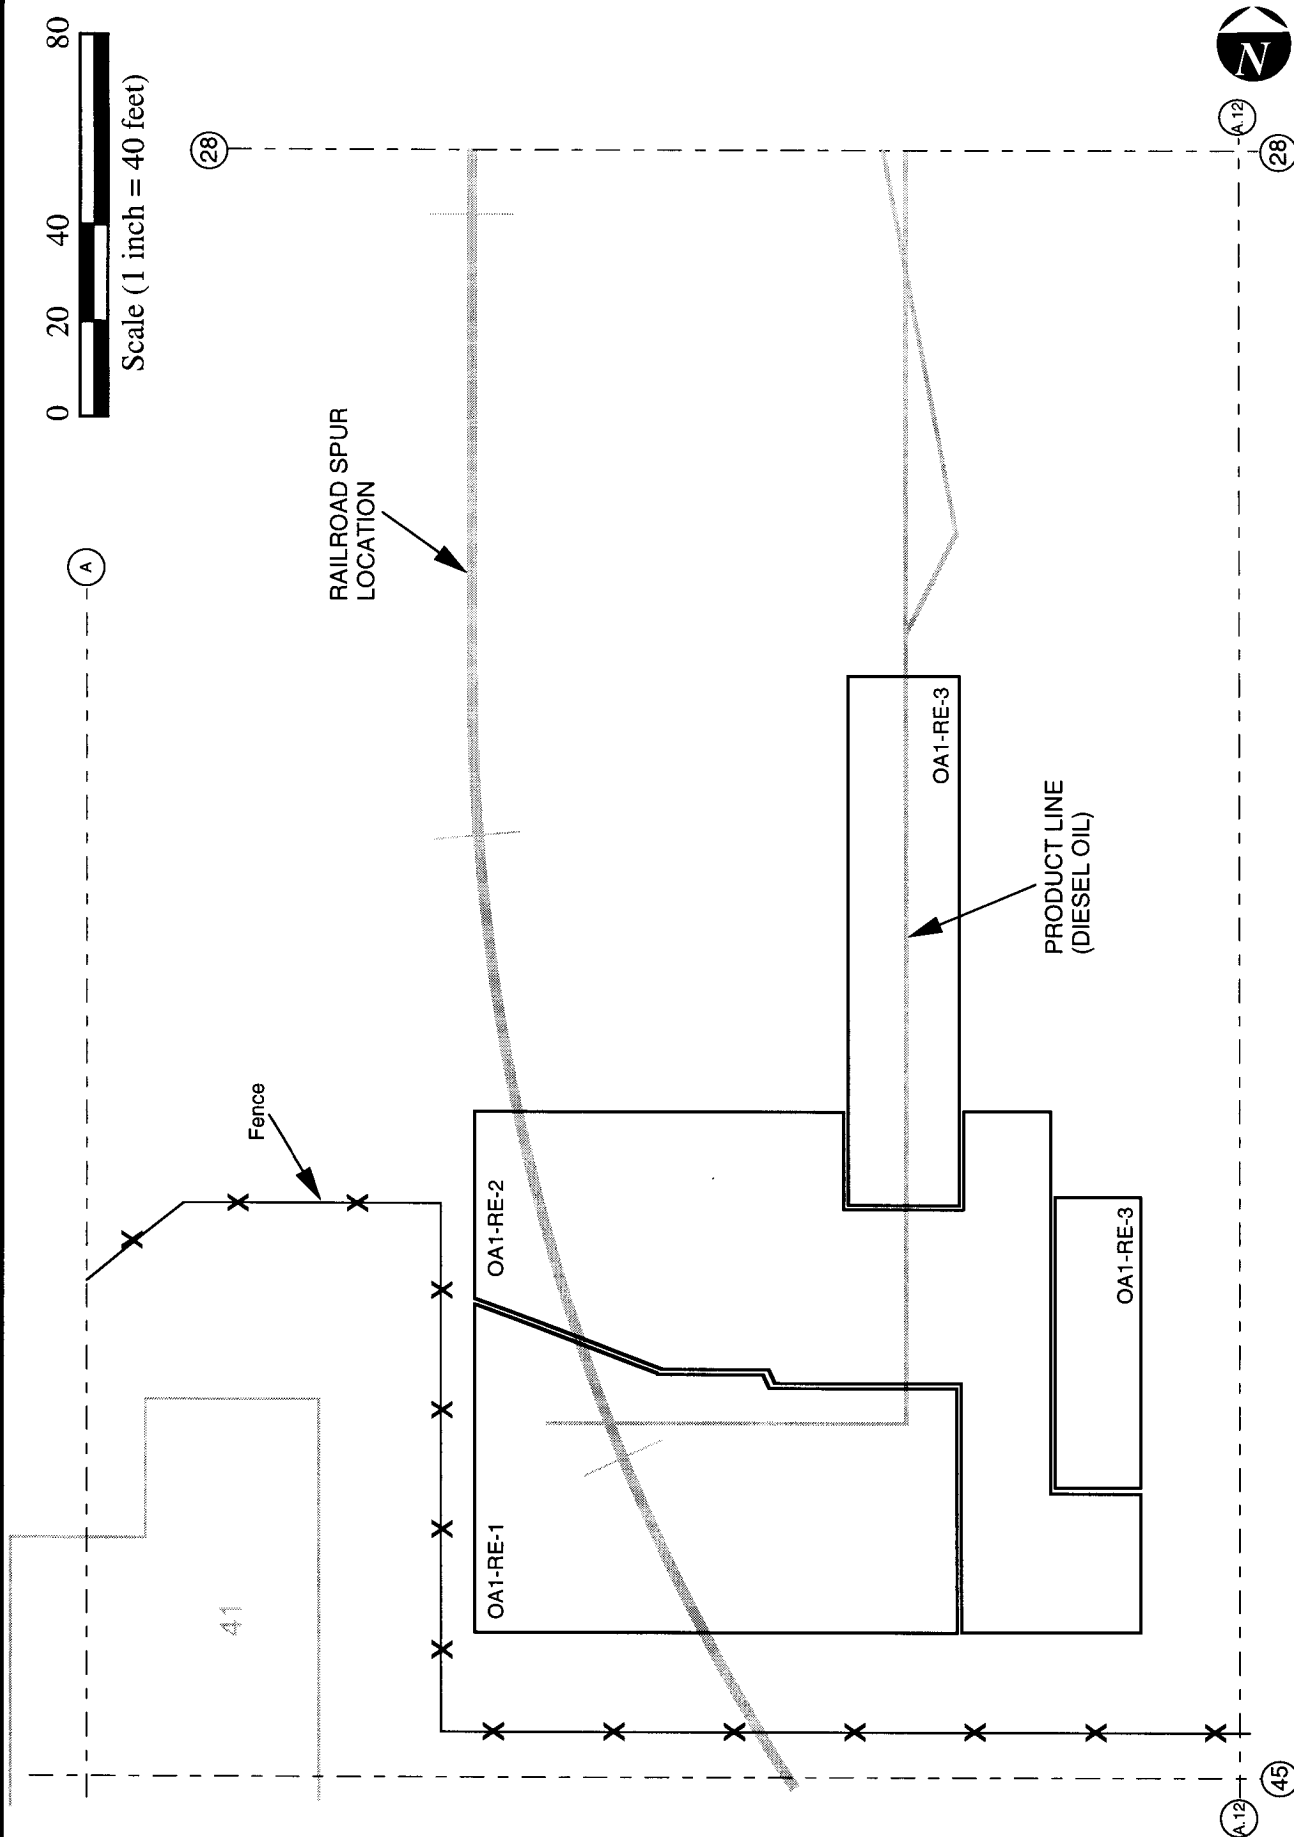 0 20 40 80
Scale (1 inch = 40 feet)
N
28
A
RAILROAD SPUR
LOCATION
Fence
41
OA1-RE-1
OA1-RE-2
OA1-RE-3
PRODUCT LINE
(DIESEL OIL)
OA1-RE-3
A.12
28
A.12
45